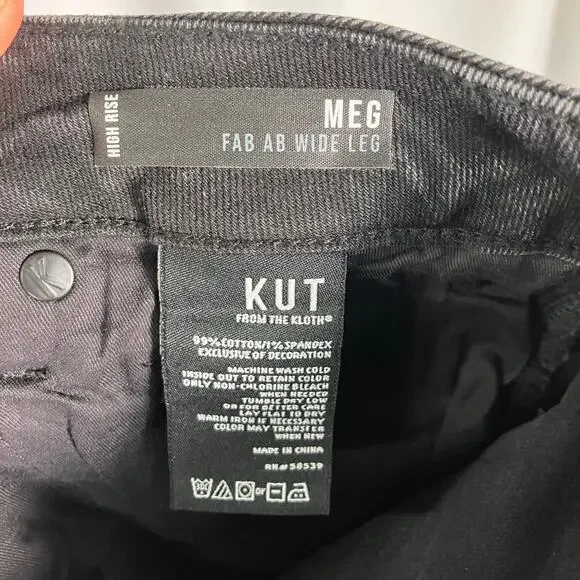 HIGH RISE
MEG
FAB AB WIDE LEG
KUT
FROM THE KLOTH®
99% COTTON/1% SPANDEX
EXCLUSIVE OF DECORATION
MACHINE WASH COLD
INSIDE OUT TO RETAIN COLOR
ONLY NON-CHLORINE BLEACH
WHEN NEEDED
TUMBLE DRY LOW
OR FOR BETTER CARE
LAY FLAT TO DRY
WARM IRON IF NECESSARY
COLOR MAY TRANSFER
WHEN NEW
MADE IN CHINA
RN# 58539
or